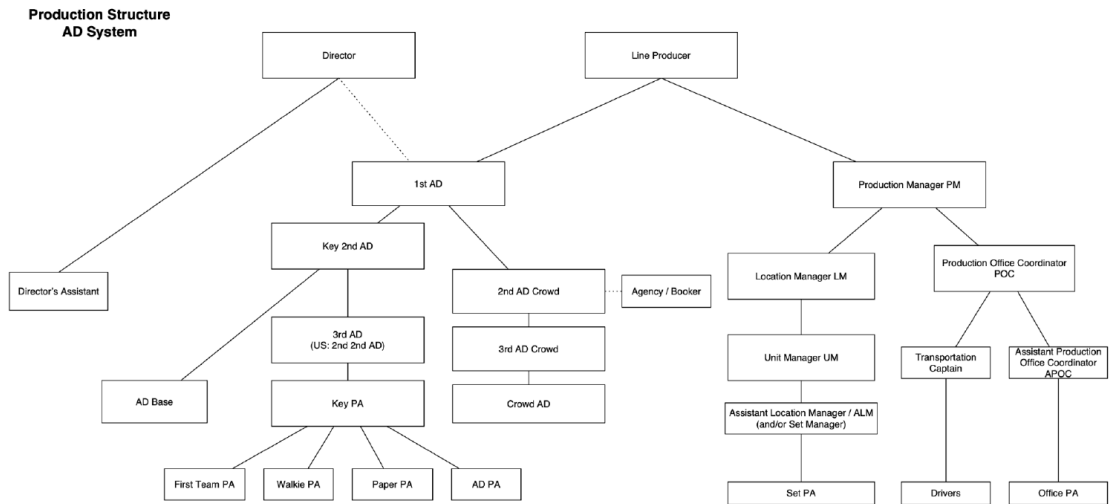 Production Structure
AD System
Director
Line Producer
1st AD
Production Manager PM
Key 2nd AD
Director's Assistant
2nd AD Crowd
Agency / Booker
Location Manager LM
Production Office Coordinator
POC
3rd AD
(US: 2nd 2nd AD)
3rd AD Crowd
Unit Manager UM
Transportation
Captain
Assistant Production
Office Coordinator
APOC
AD Base
Key PA
Crowd AD
Assistant Location Manager / ALM
(and/or Set Manager)
First Team PA
Walkie PA
Paper PA
AD PA
Set PA
Drivers
Office PA